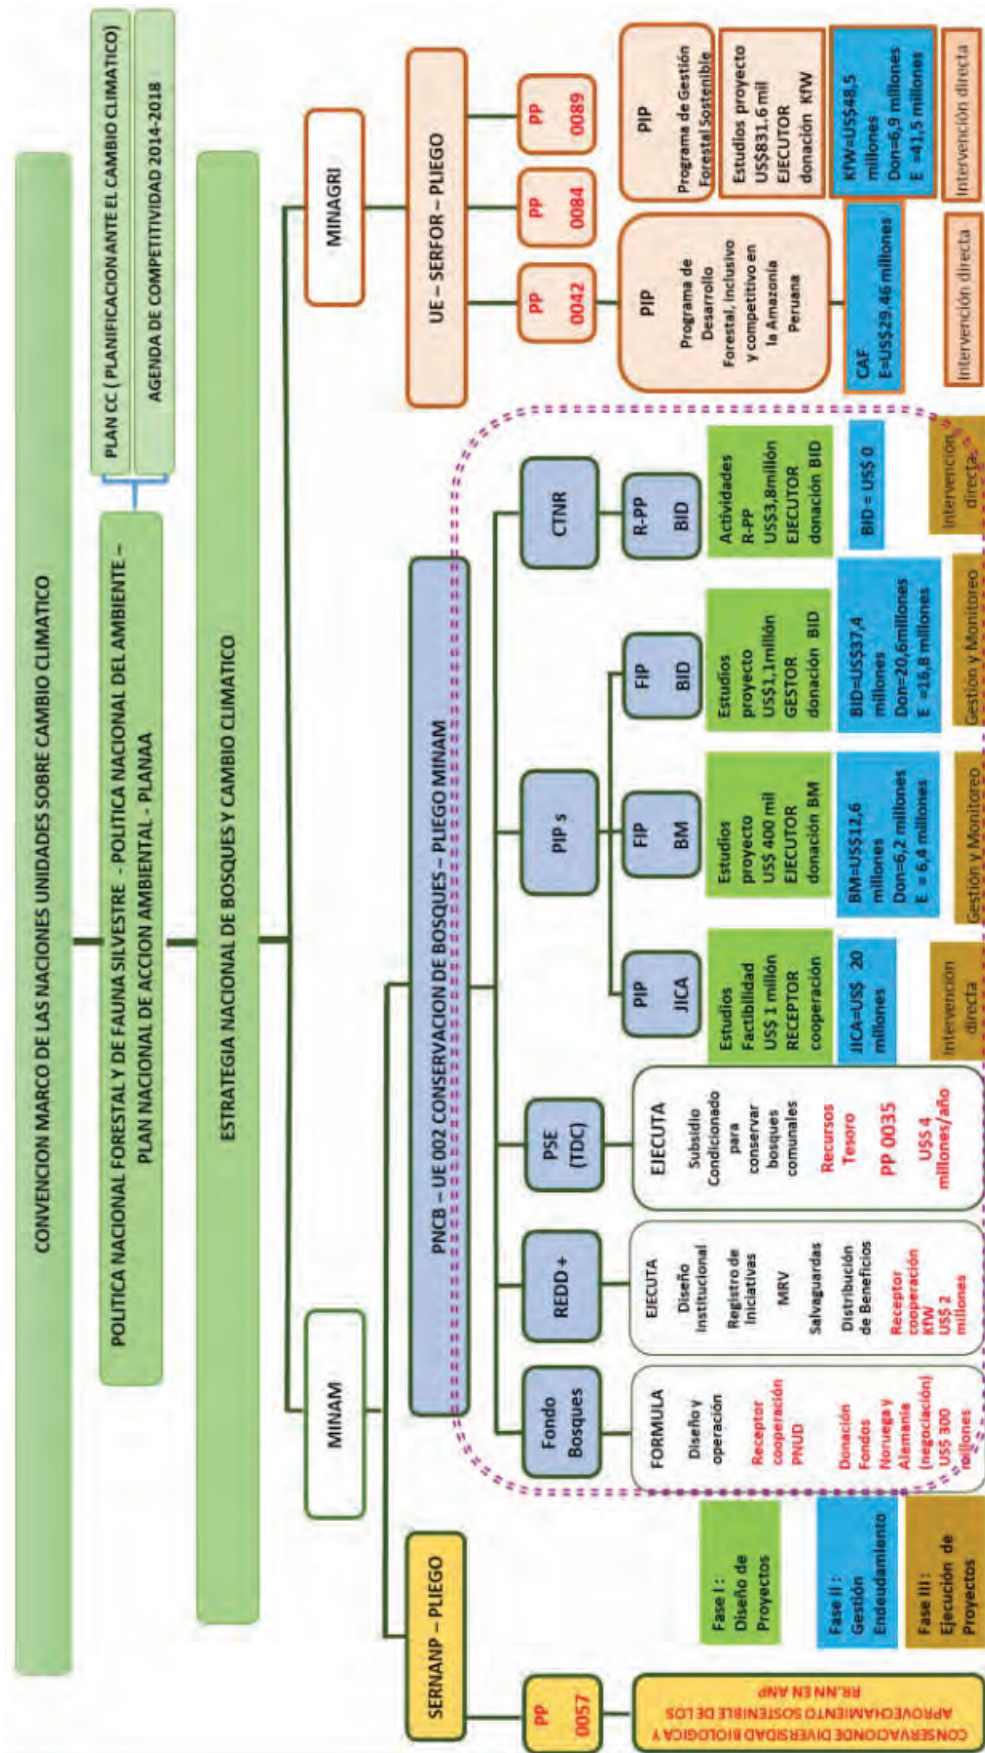 CONVENCION MARCO DE LAS NACIONES UNIDADES SOBRE CAMBIO CLIMATICO
POLITICA NACIONAL FORESTAL Y DE FAUNA SILVESTRE - POLITICA NACIONAL DEL AMBIENTE –
PLAN NACIONAL DE ACCION AMBIENTAL - PLANAA
PLAN CC ( PLANIFICACION ANTE EL CAMBIO CLIMATICO)
AGENDA DE COMPETITIVIDAD 2014-2018
ESTRATEGIA NACIONAL DE BOSQUES Y CAMBIO CLIMATICO
MINAM
MINAGRI
SERNANP – PLIEGO
PNCB – UE 002 CONSERVACION DE BOSQUES – PLIEGO MINAM
UE – SERFOR – PLIEGO
PP
0057
CONSERVACIONDE DIVERSIDAD BIOLOGICA Y
APROVECHAMIENTO SOSTENIBLE DE LOS
RR.NN EN ANP
Fondo
Bosques
REDD +
PSE
(TDC)
PIP s
CTNR
PP
0042
PP
0084
PP
0089
PIP
JICA
FIP
BM
FIP
BID
R-PP
BID
FORMULA
Diseño y
operación
Receptor
cooperación
PNUD
Donación
Fondos
Noruega y
Alemania
(negociación)
US$ 300
millones
EJECUTA
Diseño
Institucional
Registro de
Iniciativas
MRV
Salvaguardas
Distribución
de Beneficios
Receptor
cooperación
KfW
US$ 2
millones
EJECUTA
Subsidio
Condicionado
para
conservar
bosques
comunales
Recursos
Tesoro
PP 0035
US$ 4
millones/año
Estudios
Factibilidad
US$ 1 millón
RECEPTOR
cooperación
Estudios
proyecto
US$ 400 mil
EJECUTOR
donación BM
Estudios
proyecto
US$1,1millón
GESTOR
donación BID
Actividades
R-PP
US$3,8millón
EJECUTOR
donación BID
PIP
Programa de
Desarrollo
Forestal, Inclusivo
y competitivo en
la Amazonía
Peruana
PIP
Programa de Gestión
Forestal Sostenible
Estudios proyecto
US$831,6 mil
EJECUTOR
donación KfW
JICA=US$ 20
millones
BM=US$12,6
millones
Don=6,2 millones
E = 6,4 millones
BID=US$37,4
millones
Don=20,6millones
E =16,8 millones
BID = US$ 0
CAF
E=US$29,46 millones
KfW=US$48,5
millones
Don=6,9 millones
E =41,5 millones
Intervención
directa
Gestión y Monitoreo
Gestión y Monitoreo
Intervención
directa
Intervención directa
Intervención directa
Fase I :
Diseño de
Proyectos
Fase II :
Gestión
Endeudamiento
Fase III :
Ejecución de
Proyectos